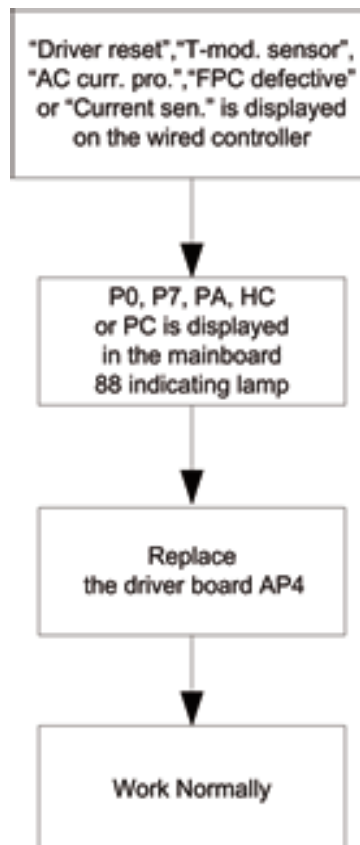 “Driver reset”,“T-mod. sensor”,
“AC curr. pro.”,“FPC defective”
or “Current sen.” is displayed
on the wired controller
P0, P7, PA, HC
or PC is displayed
in the mainboard
88 indicating lamp
Replace
the driver board AP4
Work Normally